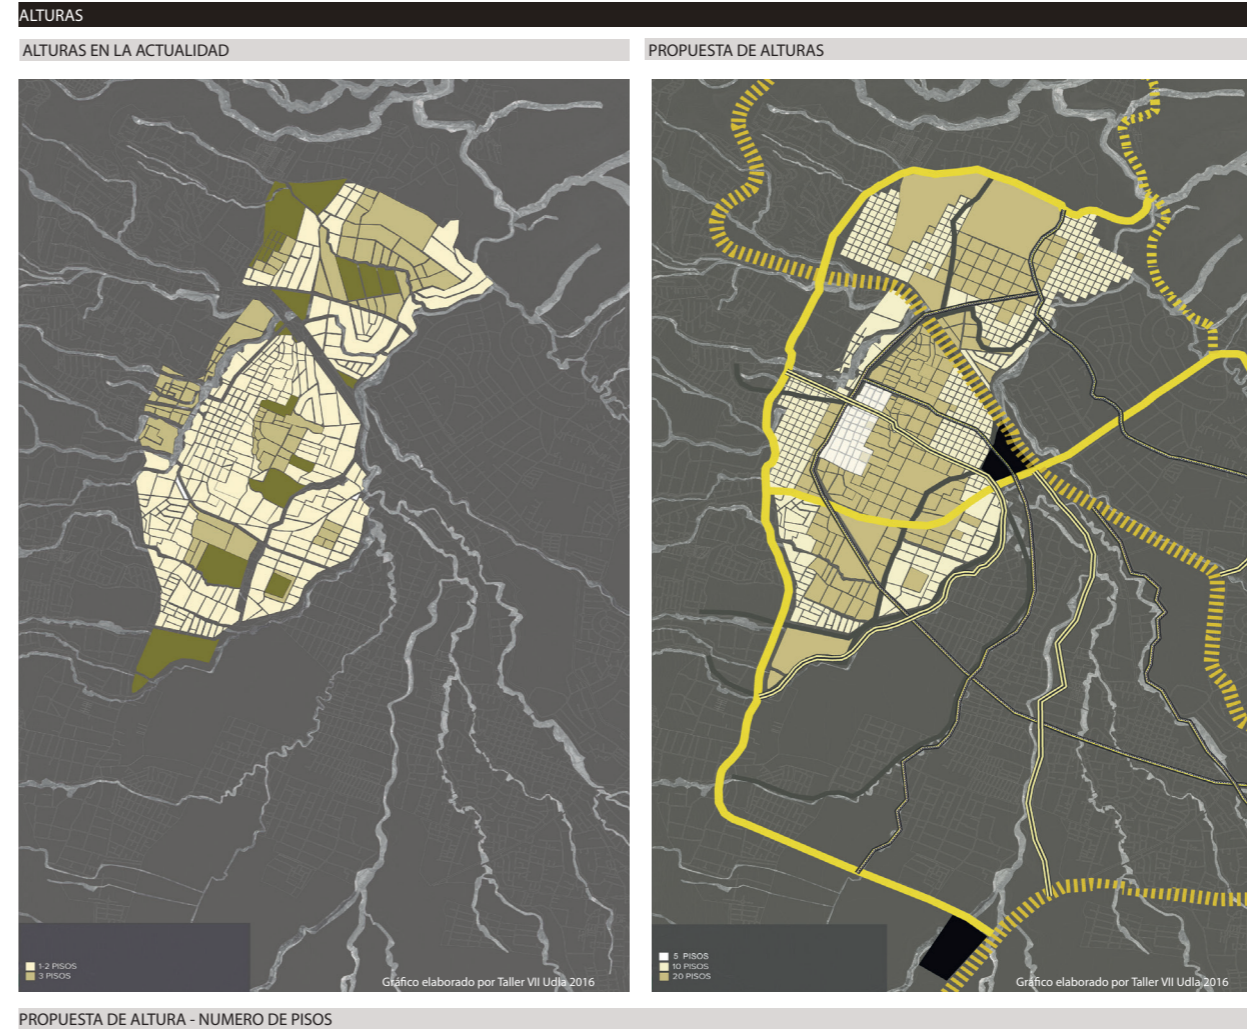 ALTURAS
ALTURAS EN LA ACTUALIDAD
PROPUESTA DE ALTURAS
1-2 PISOS
3 PISOS
Gráfico elaborado por Taller VII Udla 2016
5 PISOS
10 PISOS
20 PISOS
Gráfico elaborado por Taller VII Udla 2016
PROPUESTA DE ALTURA - NUMERO DE PISOS